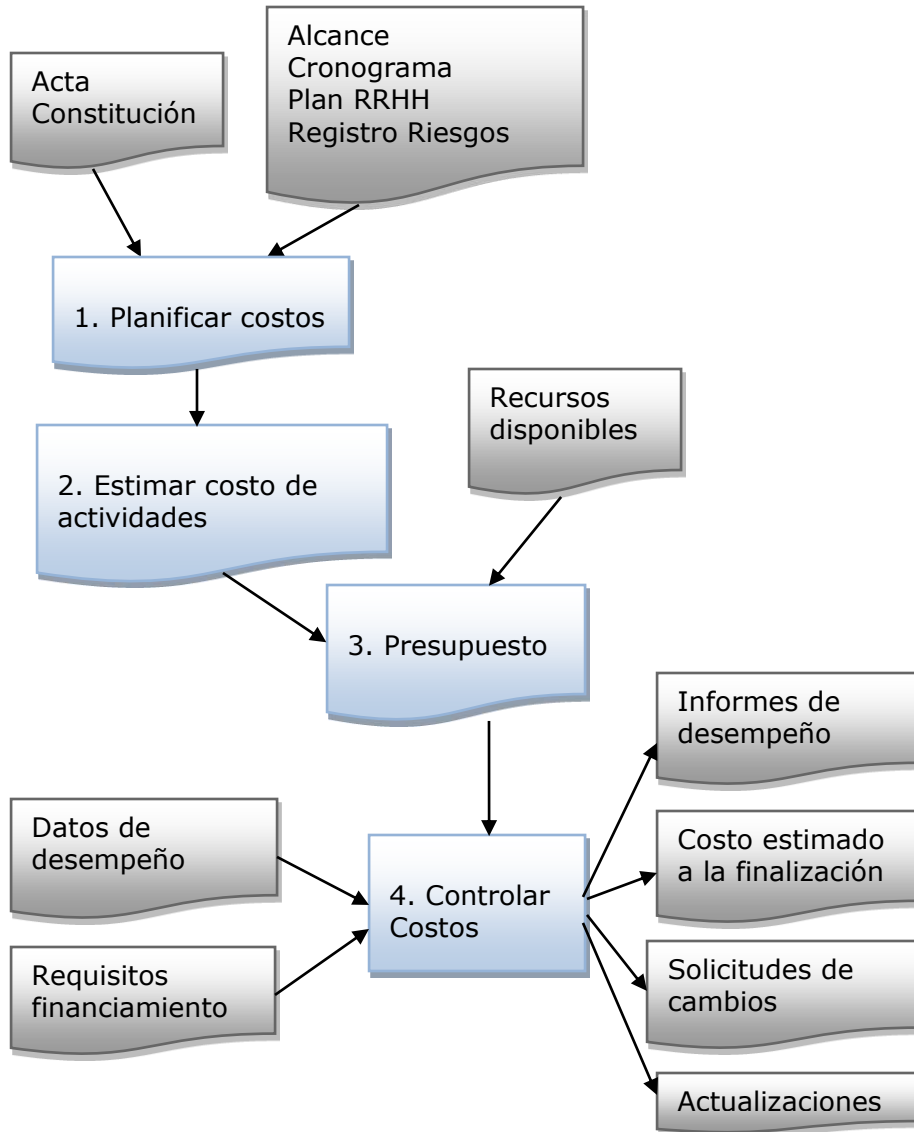 Acta
Constitución
Alcance
Cronograma
Plan RRHH
Registro Riesgos
1. Planificar costos
2. Estimar costo de
actividades
Recursos
disponibles
3. Presupuesto
Datos de
desempeño
Requisitos
financiamiento
4. Controlar
Costos
Informes de
desempeño
Costo estimado
a la finalización
Solicitudes de
cambios
Actualizaciones